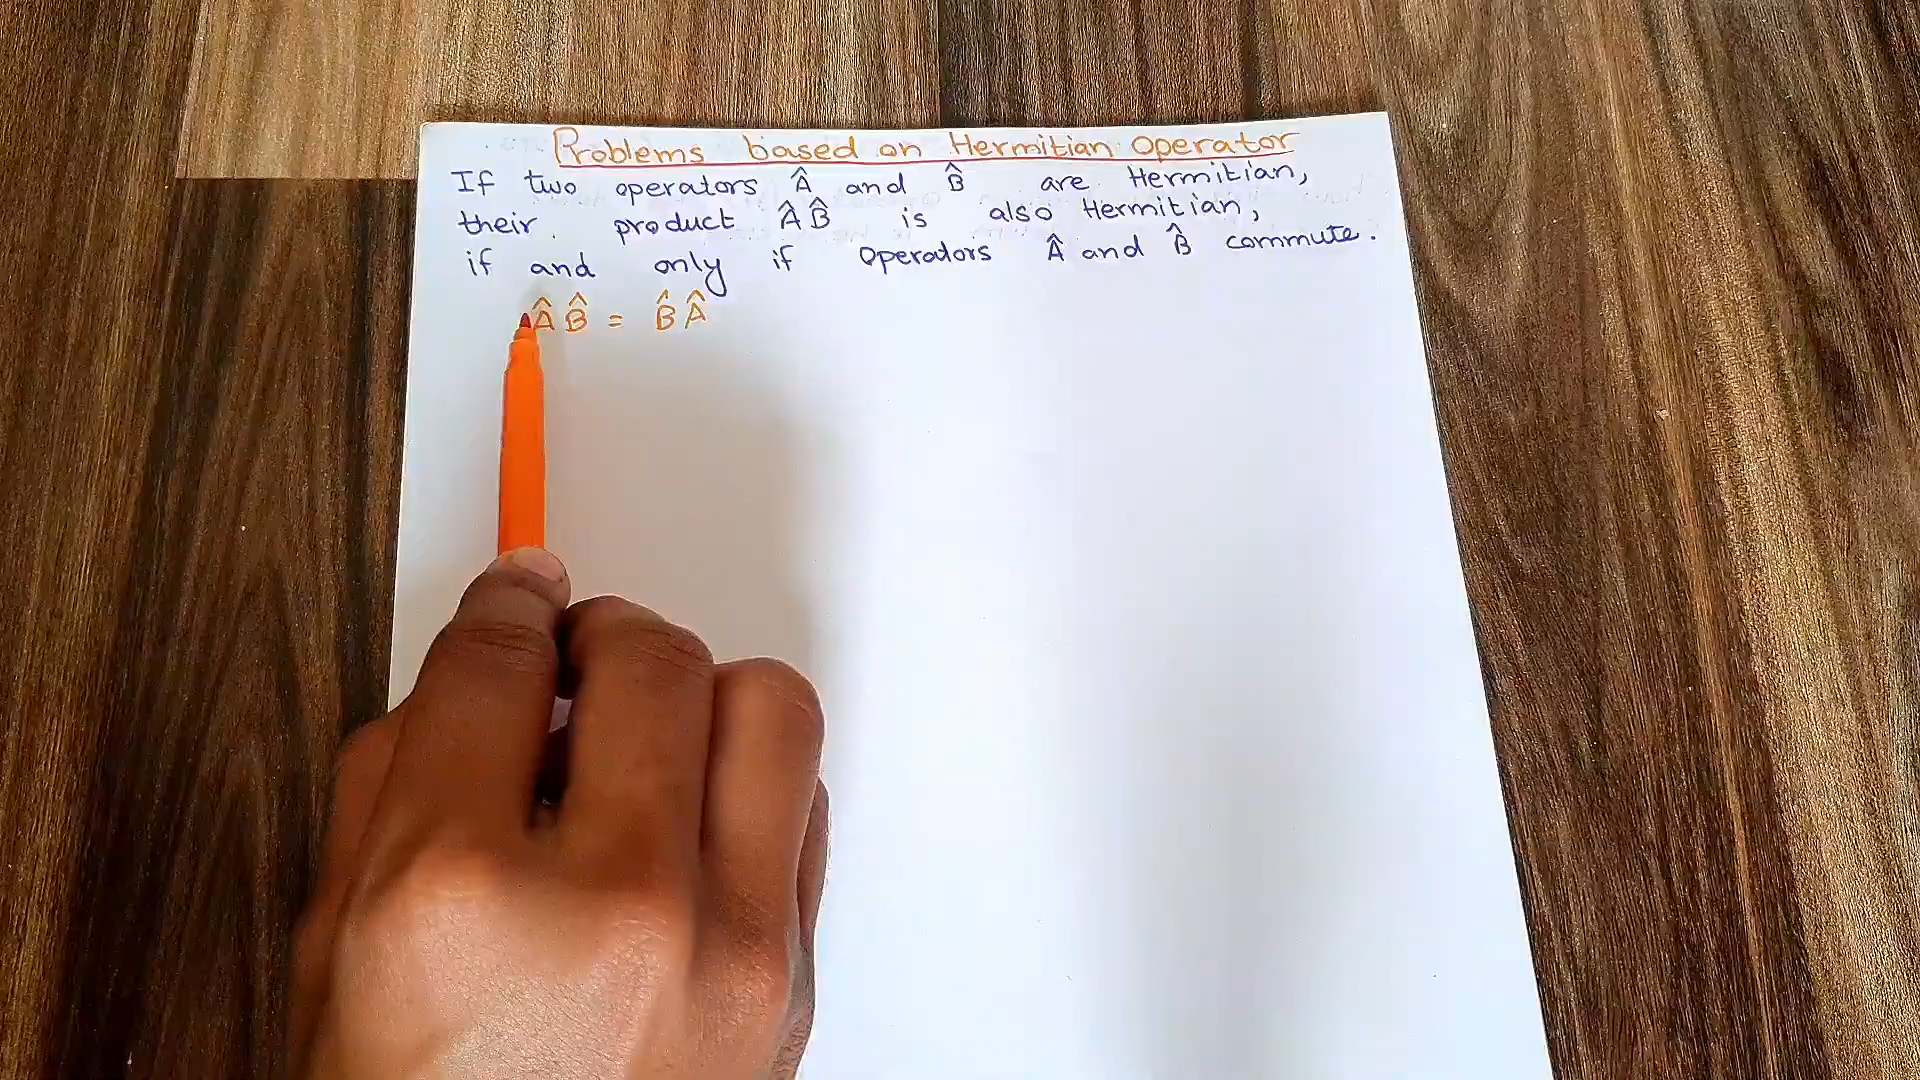 Problems based on Hermitian Operator
If two operators Â and B̂ are Hermitian,
their product ÂB̂ is also Hermitian,
if and only if Operators Â and B̂ commute.
ÂB̂ = B̂Â